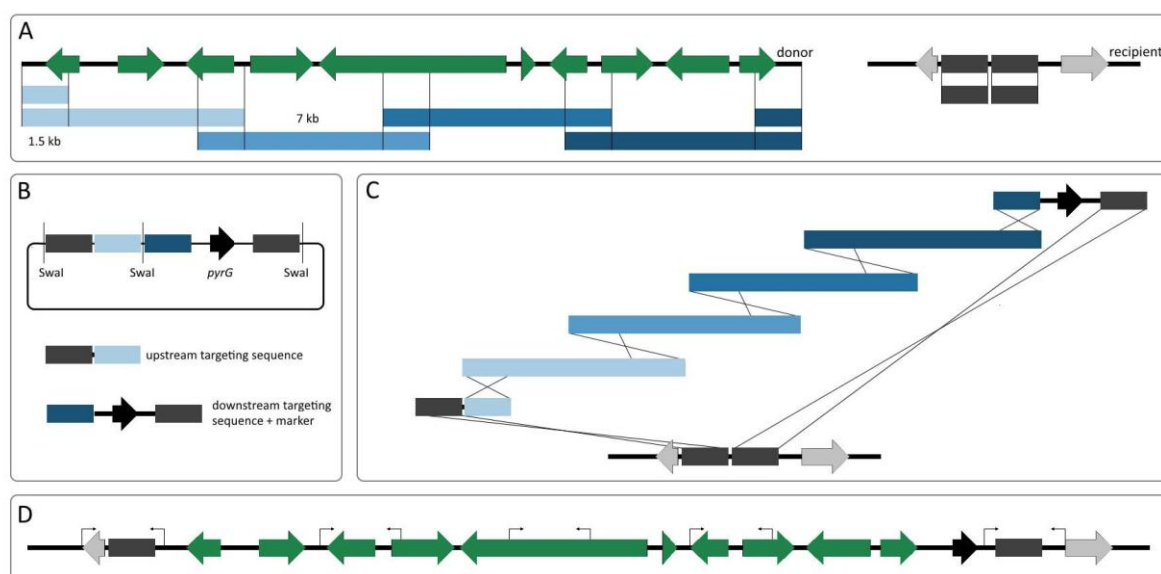 A
donor
recipient
7 kb
1.5 kb
B
SwaI
SwaI
pyrG
SwaI
upstream targeting sequence
downstream targeting
sequence + marker
C
D